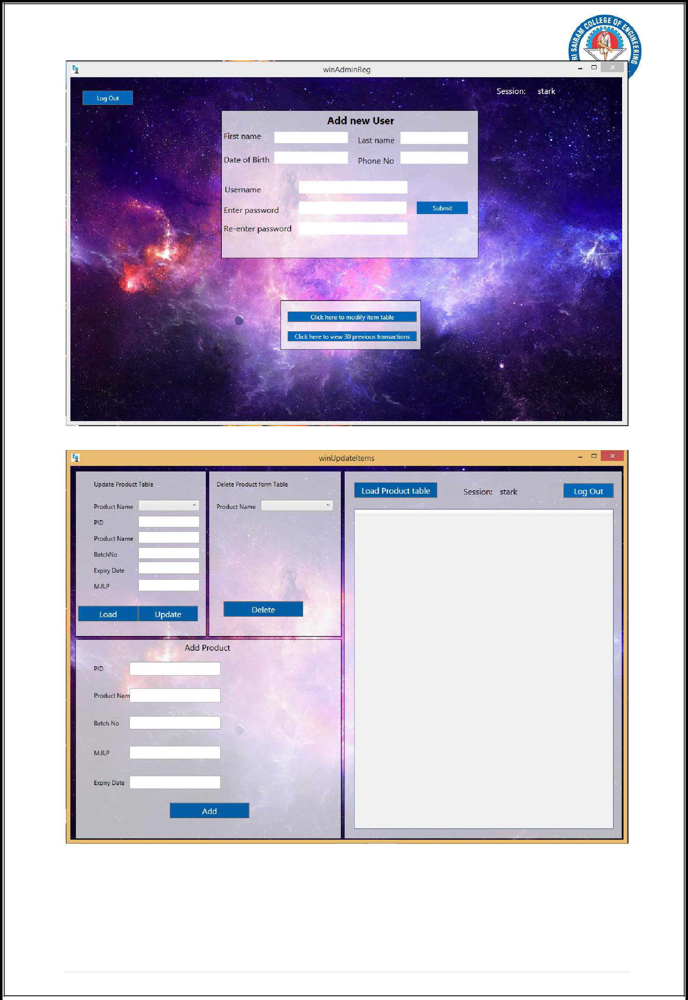 RI SAIRAM COLLEGE OF ENGINEERING
winAdminReg
Log Out
Session: stark
Add new User
First name
Last name
Date of Birth
Phone No
Username
Enter password
Submit
Re-enter password
Click here to modify item table
Click here to view 30 previous transactions
winUpdateItems
Update Product Table
Product Name
PID
Product Name
BatchNo
Expiry Date
M.R.P
Load
Update
Delete Product form Table
Product Name
Delete
Load Product table
Session: stark
Log Out
Add Product
PID
Product Nam
Batch No
M.R.P
Expiry Date
Add